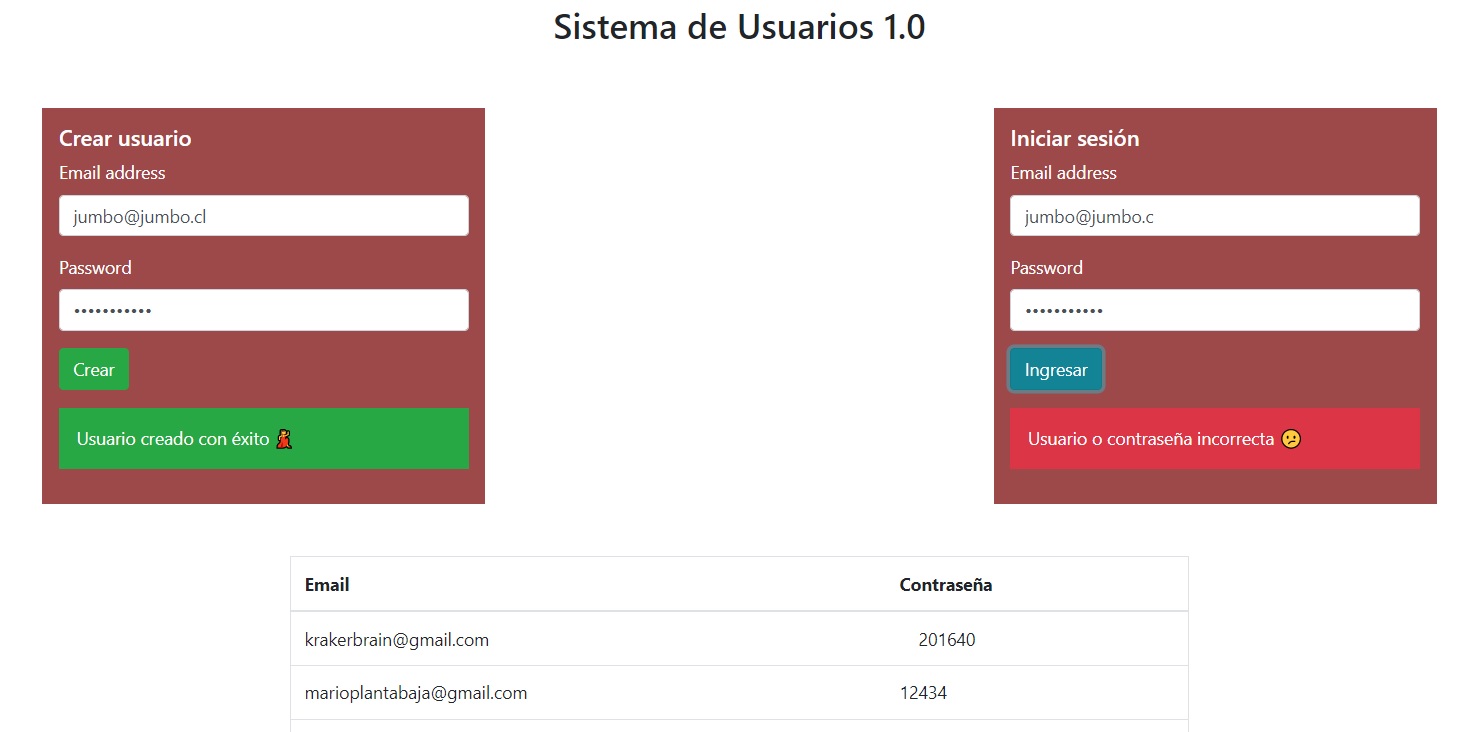 Sistema de Usuarios 1.0
Crear usuario
Email address
jumbo@jumbo.cl
Password
•••••••••••
Crear
Usuario creado con éxito 💃
Iniciar sesión
Email address
jumbo@jumbo.c
Password
•••••••••••
Ingresar
Usuario o contraseña incorrecta 😕
Email Contraseña
krakerbrain@gmail.com 201640
marioplantabaja@gmail.com 12434